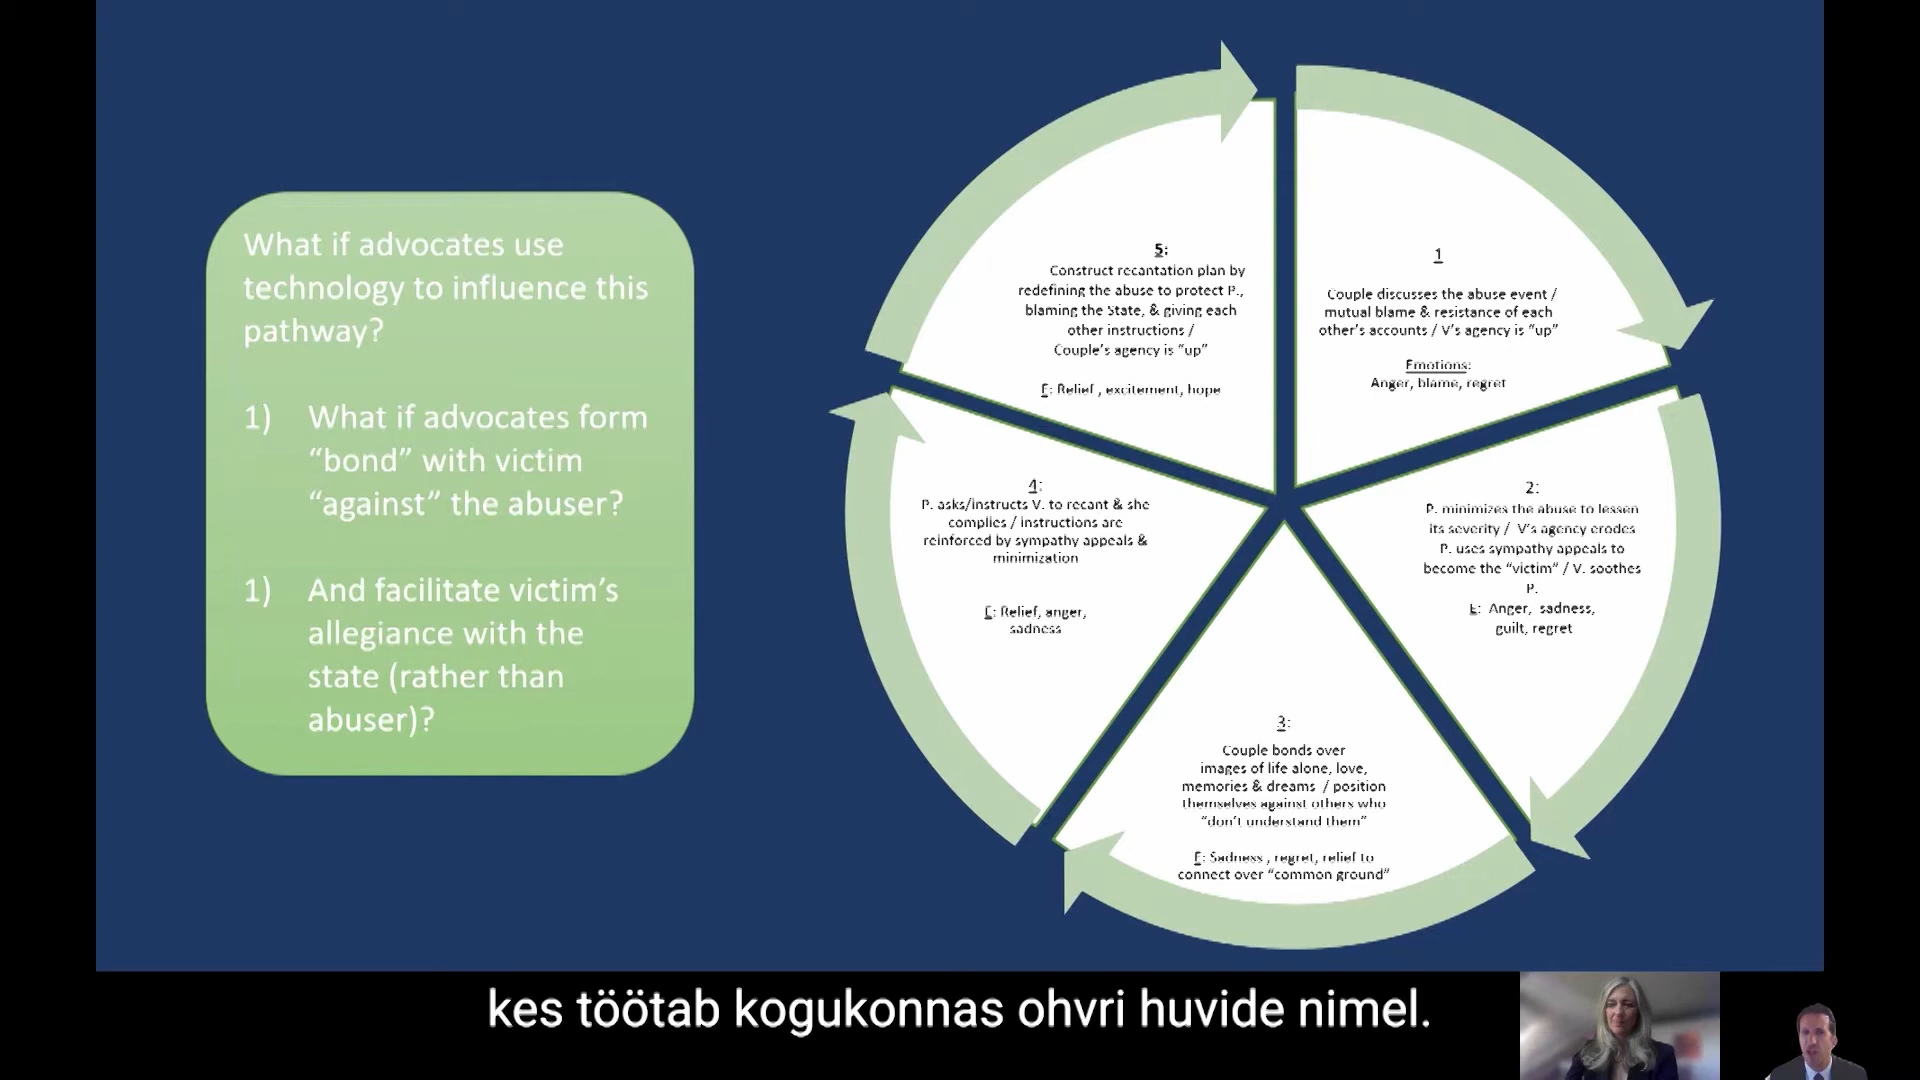 What if advocates use
technology to influence this
pathway?
1) What if advocates form
“bond” with victim
“against” the abuser?
1) And facilitate victim’s
allegiance with the
state (rather than
abuser)?
5:
Construct recantation plan by
redefining the abuse to protect P.,
blaming the State, & giving each
other instructions /
Couple’s agency is “up”
E: Relief , excitement, hope
1
Couple discusses the abuse event /
mutual blame & resistance of each
other’s accounts / V’s agency is “up”
Emotions:
Anger, blame, regret
4:
P. asks/instructs V. to recant & she
complies / instructions are
reinforced by sympathy appeals &
minimization
E: Relief, anger,
sadness
2:
P. minimizes the abuse to lessen
its severity / V’s agency erodes
P. uses sympathy appeals to
become the “victim” / V. soothes
P.
E: Anger, sadness,
guilt, regret
3:
Couple bonds over
images of life alone, love,
memories & dreams / position
themselves against others who
“don’t understand them”
E: Sadness , regret, relief to
connect over “common ground”
kes töötab kogukonnas ohvri huvide nimel.